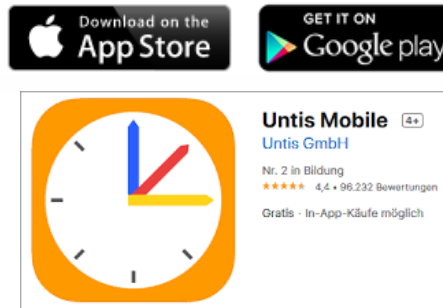 Download on the
App Store
GET IT ON
Google play
Untis Mobile 4+
Untis GmbH
Nr. 2 in Bildung
★★★★★ 4,4 • 96.232 Bewertungen
Gratis · In-App-Käufe möglich